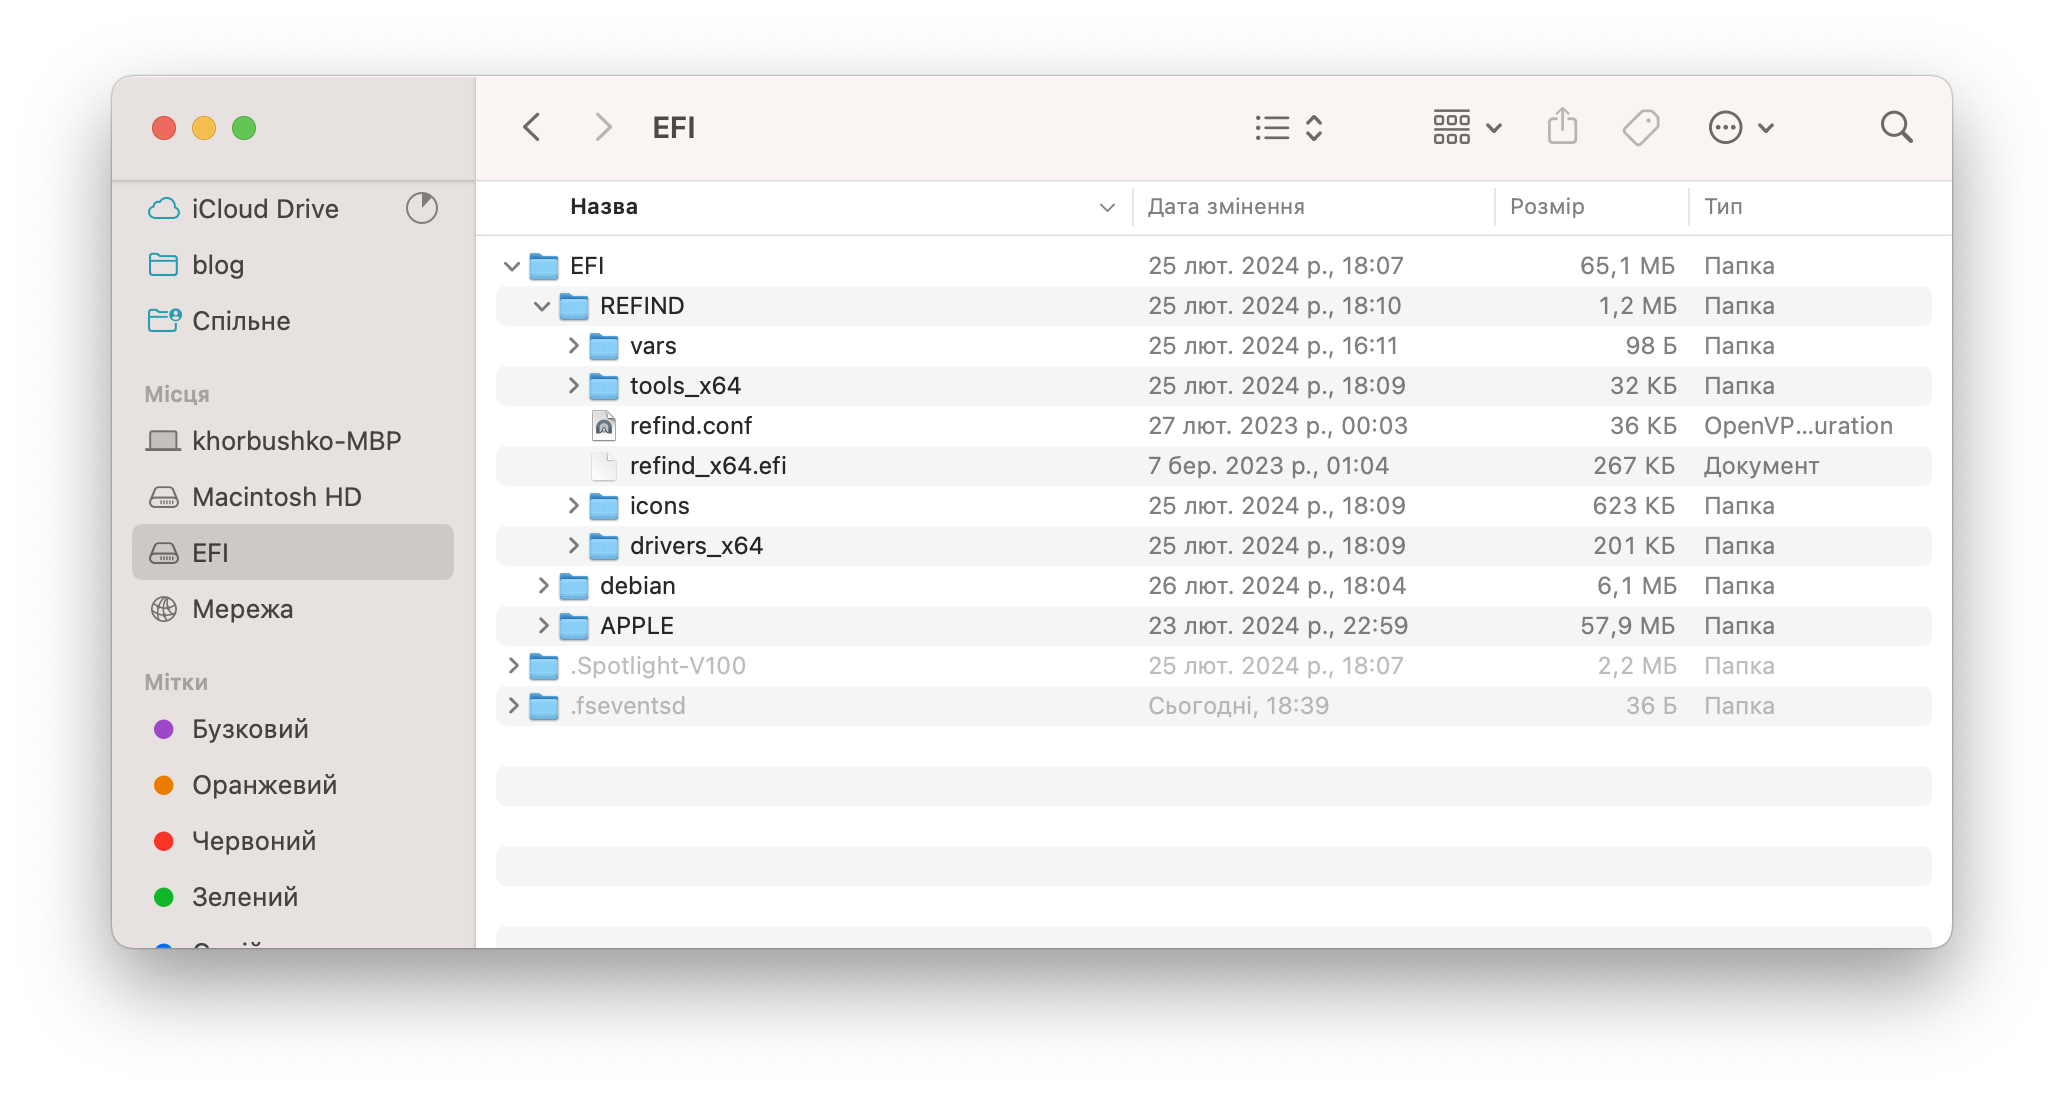 EFI
iCloud Drive
blog
Спільне
Місця
khorbushko-MBP
Macintosh HD
EFI
Мережа
Мітки
Бузковий
Оранжевий
Червоний
Зелений
Назва Дата змінення Розмір Тип
EFI 25 лют. 2024 р., 18:07 65,1 МБ Папка
REFIND 25 лют. 2024 р., 18:10 1,2 МБ Папка
vars 25 лют. 2024 р., 16:11 98 Б Папка
tools_x64 25 лют. 2024 р., 18:09 32 КБ Папка
refind.conf 27 лют. 2023 р., 00:03 36 КБ OpenVP...uration
refind_x64.efi 7 бер. 2023 р., 01:04 267 КБ Документ
icons 25 лют. 2024 р., 18:09 623 КБ Папка
drivers_x64 25 лют. 2024 р., 18:09 201 КБ Папка
debian 26 лют. 2024 р., 18:04 6,1 МБ Папка
APPLE 23 лют. 2024 р., 22:59 57,9 МБ Папка
.Spotlight-V100 25 лют. 2024 р., 18:07 2,2 МБ Папка
.fseventsd Сьогодні, 18:39 36 Б Папка